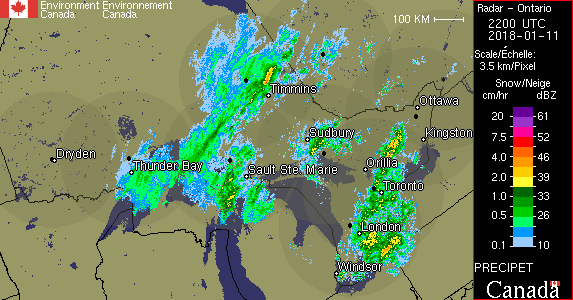 Environment Environnement
Canada Canada
100 KM
Timmins
Ottawa
Sudbury
Kingston
Dryden
Thunder Bay
Sault Ste. Marie
Orillia
Toronto
London
Windsor
Radar - Ontario
2200 UTC
2018-01-11
Scale/Échelle:
3.5 km/Pixel
Snow/Neige
cm/hr dBZ
20 61
7.5 52
4.0 46
2.0 39
1.0 33
0.5 26
0.1 10
PRECIPET
Canada